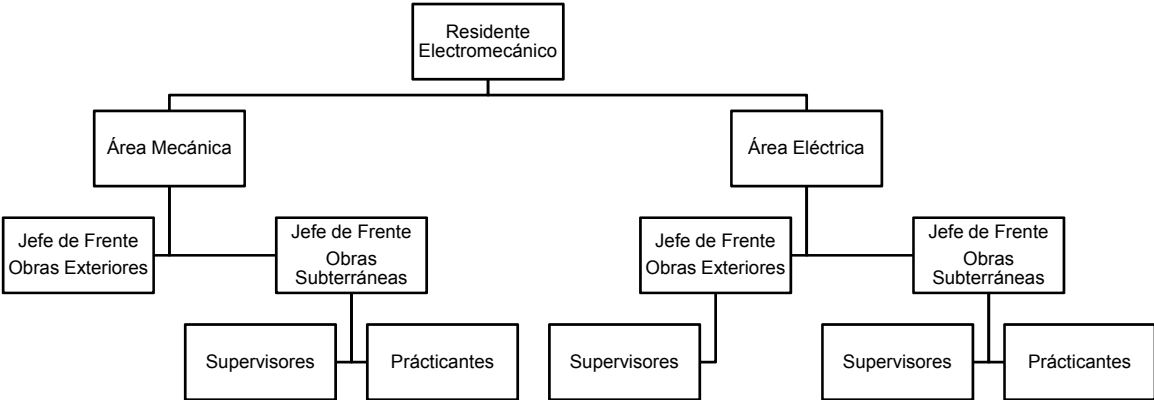 Residente
Electromecánico
Área Mecánica
Área Eléctrica
Jefe de Frente
Obras Exteriores
Jefe de Frente
Obras
Subterráneas
Jefe de Frente
Obras Exteriores
Jefe de Frente
Obras
Subterráneas
Supervisores
Prácticantes
Supervisores
Supervisores
Prácticantes